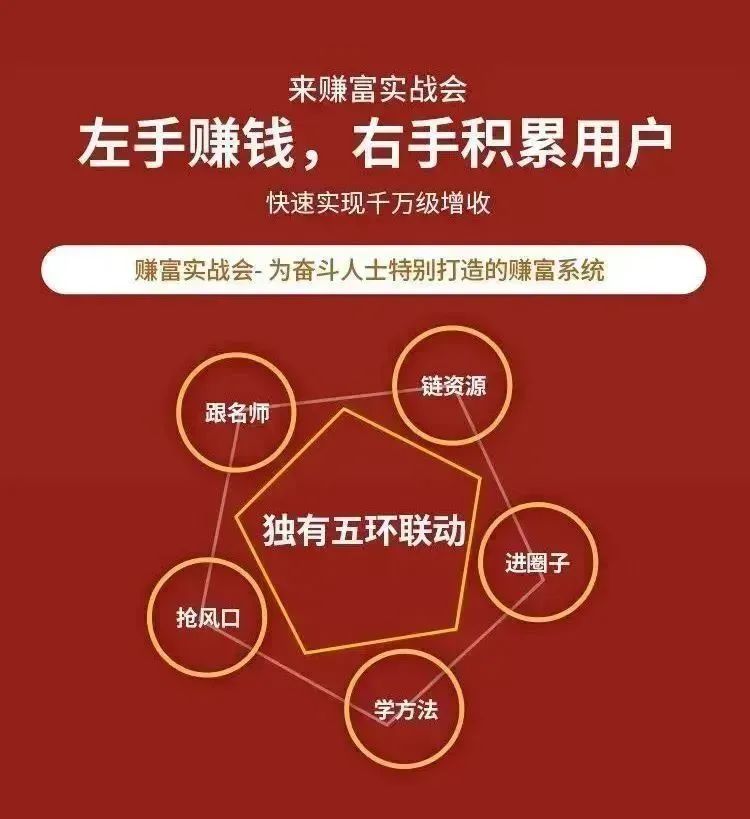 来赚富实战会
左手赚钱，右手积累用户
快速实现千万级增收
赚富实战会- 为奋斗人士特别打造的赚富系统
链资源
跟名师
独有五环联动
进圈子
抢风口
学方法